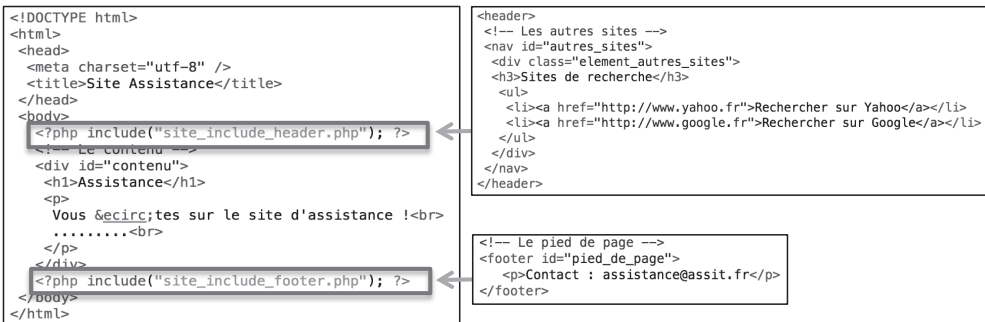 <!DOCTYPE html>
<html>
<head>
<meta charset="utf-8" />
<title>Site Assistance</title>
</head>
<body>
<?php include("site_include_header.php"); ?>
<!-- Le contenu -->
<div id="contenu">
<h1>Assistance</h1>
<p>
Vous &ecirc;tes sur le site d'assistance !<br>
.........<br>
</p>
</div>
<?php include("site_include_footer.php"); ?>
</body>
</html>
<header>
<!-- Les autres sites -->
<nav id="autres_sites">
<div class="element_autres_sites">
<h3>Sites de recherche</h3>
<ul>
<li><a href="http://www.yahoo.fr">Rechercher sur Yahoo</a></li>
<li><a href="http://www.google.fr">Rechercher sur Google</a></li>
</ul>
</div>
</nav>
</header>
<!-- Le pied de page -->
<footer id="pied_de_page">
<p>Contact : assistance@assit.fr</p>
</footer>